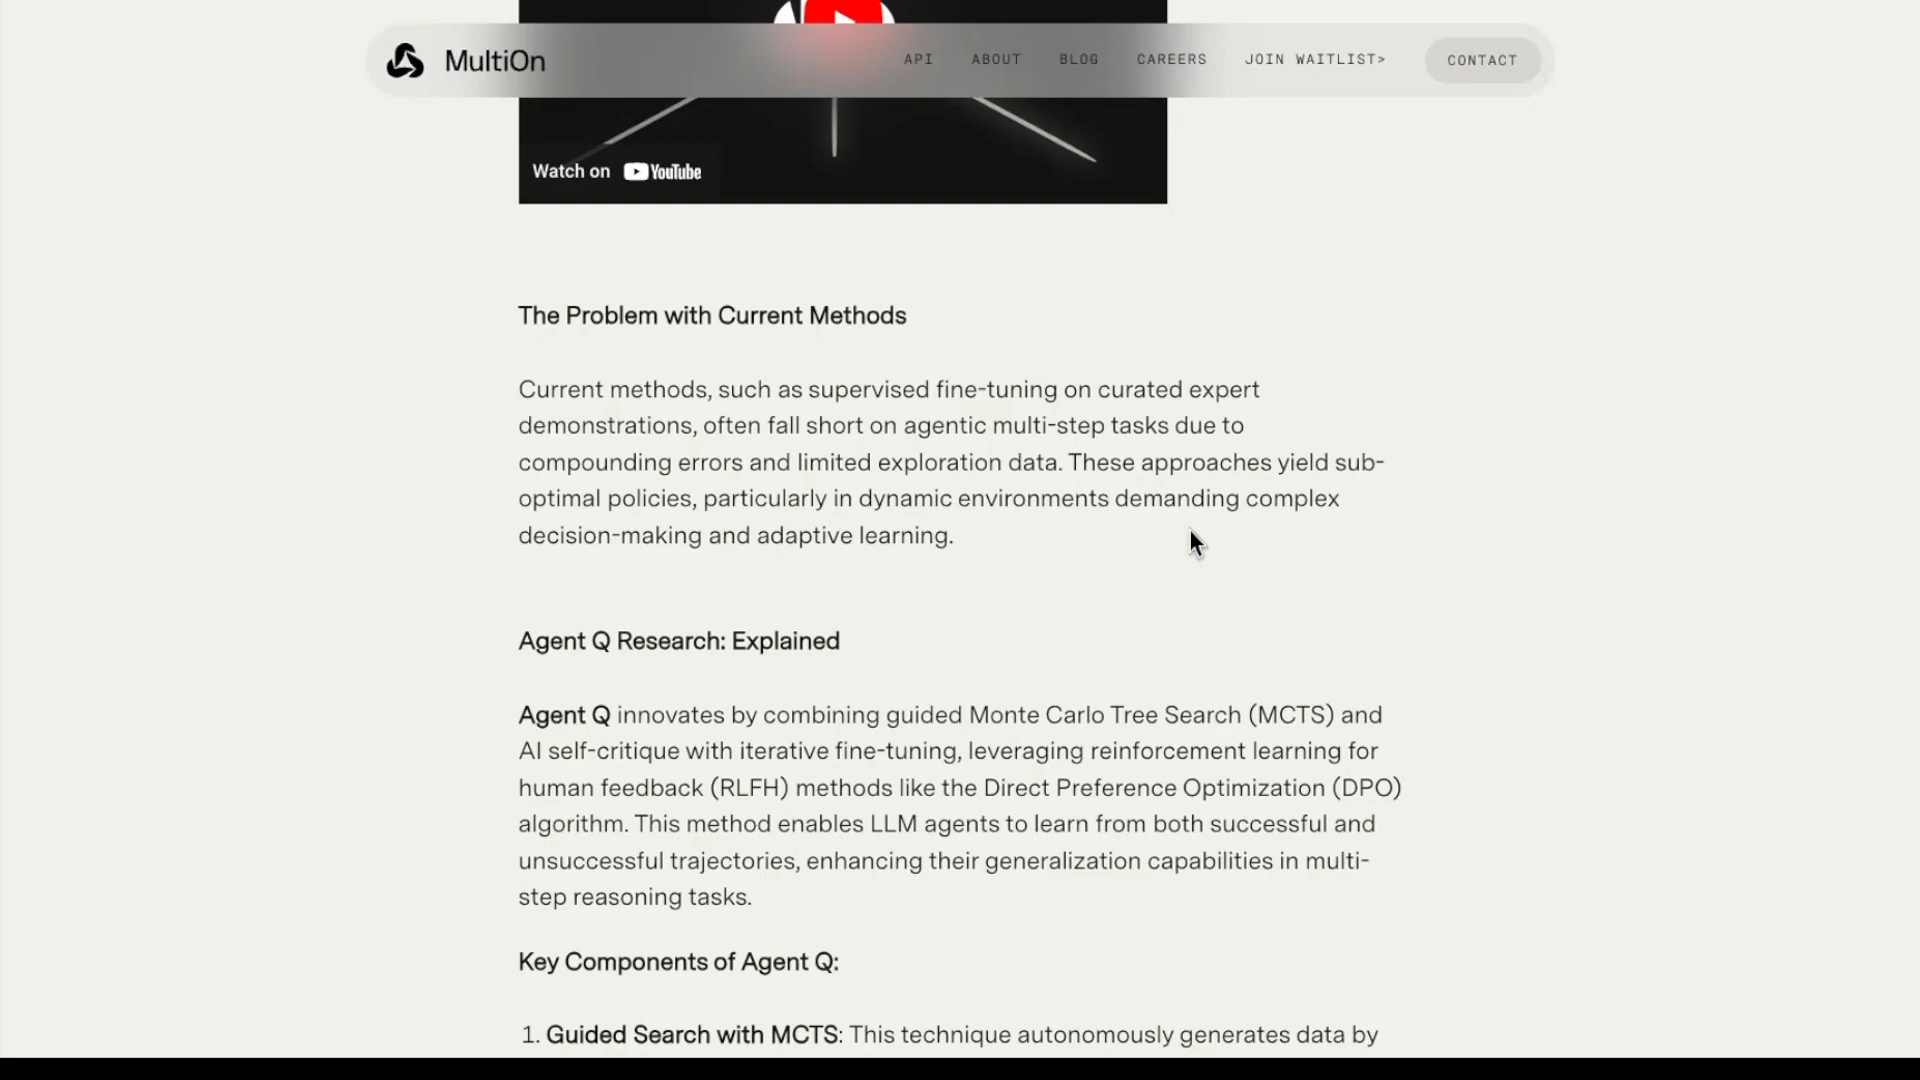 MultiOn
API ABOUT BLOG CAREERS JOIN WAITLIST> CONTACT
Watch on YouTube
The Problem with Current Methods
Current methods, such as supervised fine-tuning on curated expert
demonstrations, often fall short on agentic multi-step tasks due to
compounding errors and limited exploration data. These approaches yield sub-
optimal policies, particularly in dynamic environments demanding complex
decision-making and adaptive learning.
Agent Q Research: Explained
Agent Q innovates by combining guided Monte Carlo Tree Search (MCTS) and
AI self-critique with iterative fine-tuning, leveraging reinforcement learning for
human feedback (RLFH) methods like the Direct Preference Optimization (DPO)
algorithm. This method enables LLM agents to learn from both successful and
unsuccessful trajectories, enhancing their generalization capabilities in multi-
step reasoning tasks.
Key Components of Agent Q:
1. Guided Search with MCTS: This technique autonomously generates data by